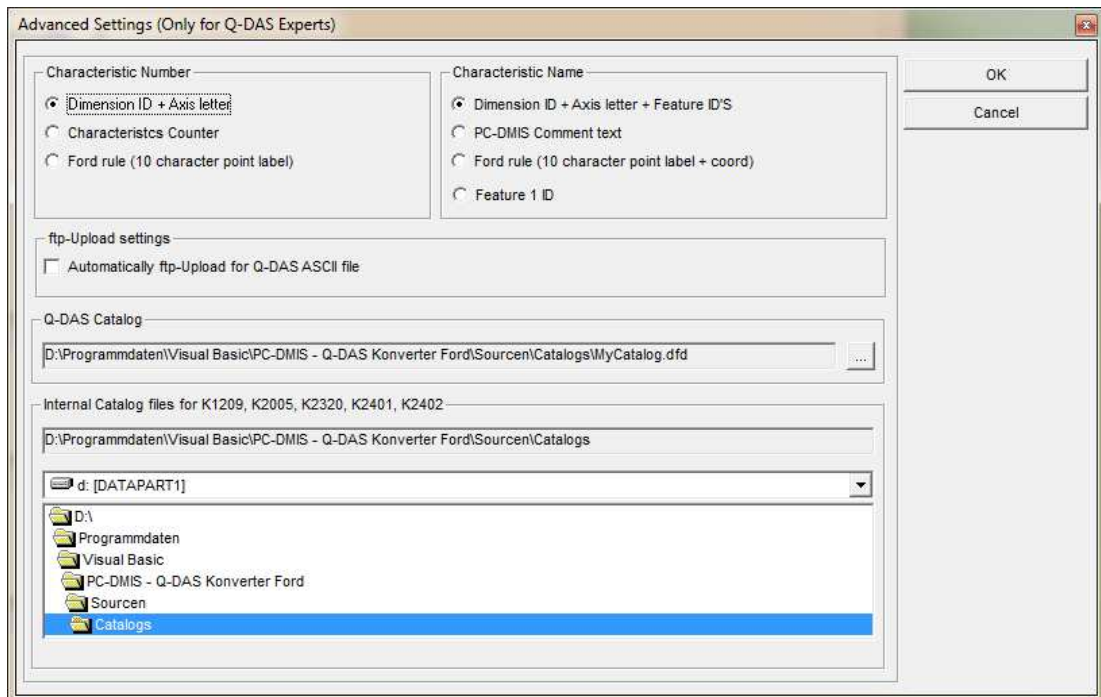 Advanced Settings (Only for Q-DAS Experts)
Characteristic Number
Dimension ID + Axis letter
Characteristcs Counter
Ford rule (10 character point label)
Characteristic Name
Dimension ID + Axis letter + Feature ID'S
PC-DMIS Comment text
Ford rule (10 character point label + coord)
Feature 1 ID
OK
Cancel
ftp-Upload settings
Automatically ftp-Upload for Q-DAS ASCII file
Q-DAS Catalog
D:\Programmdaten\Visual Basic\PC-DMIS - Q-DAS Konverter Ford\Sourcen\Catalogs\MyCatalog.dfd
...
Internal Catalog files for K1209, K2005, K2320, K2401, K2402
D:\Programmdaten\Visual Basic\PC-DMIS - Q-DAS Konverter Ford\Sourcen\Catalogs
d: [DATAPART1]
D:\
Programmdaten
Visual Basic
PC-DMIS - Q-DAS Konverter Ford
Sourcen
Catalogs